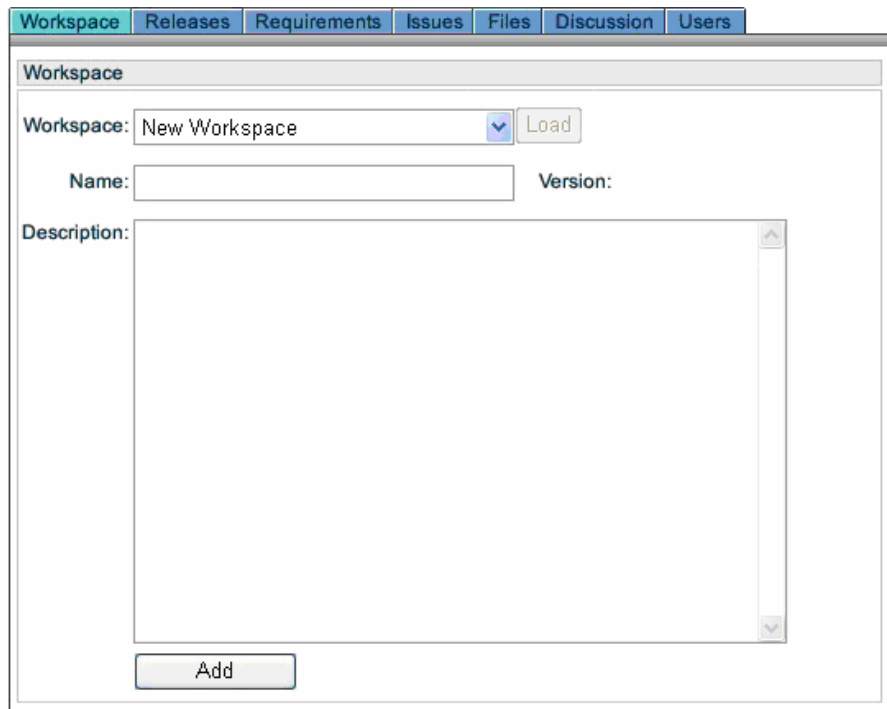 Workspace Releases Requirements Issues Files Discussion Users
Workspace
Workspace: New Workspace Load
Name: Version:
Description:
Add